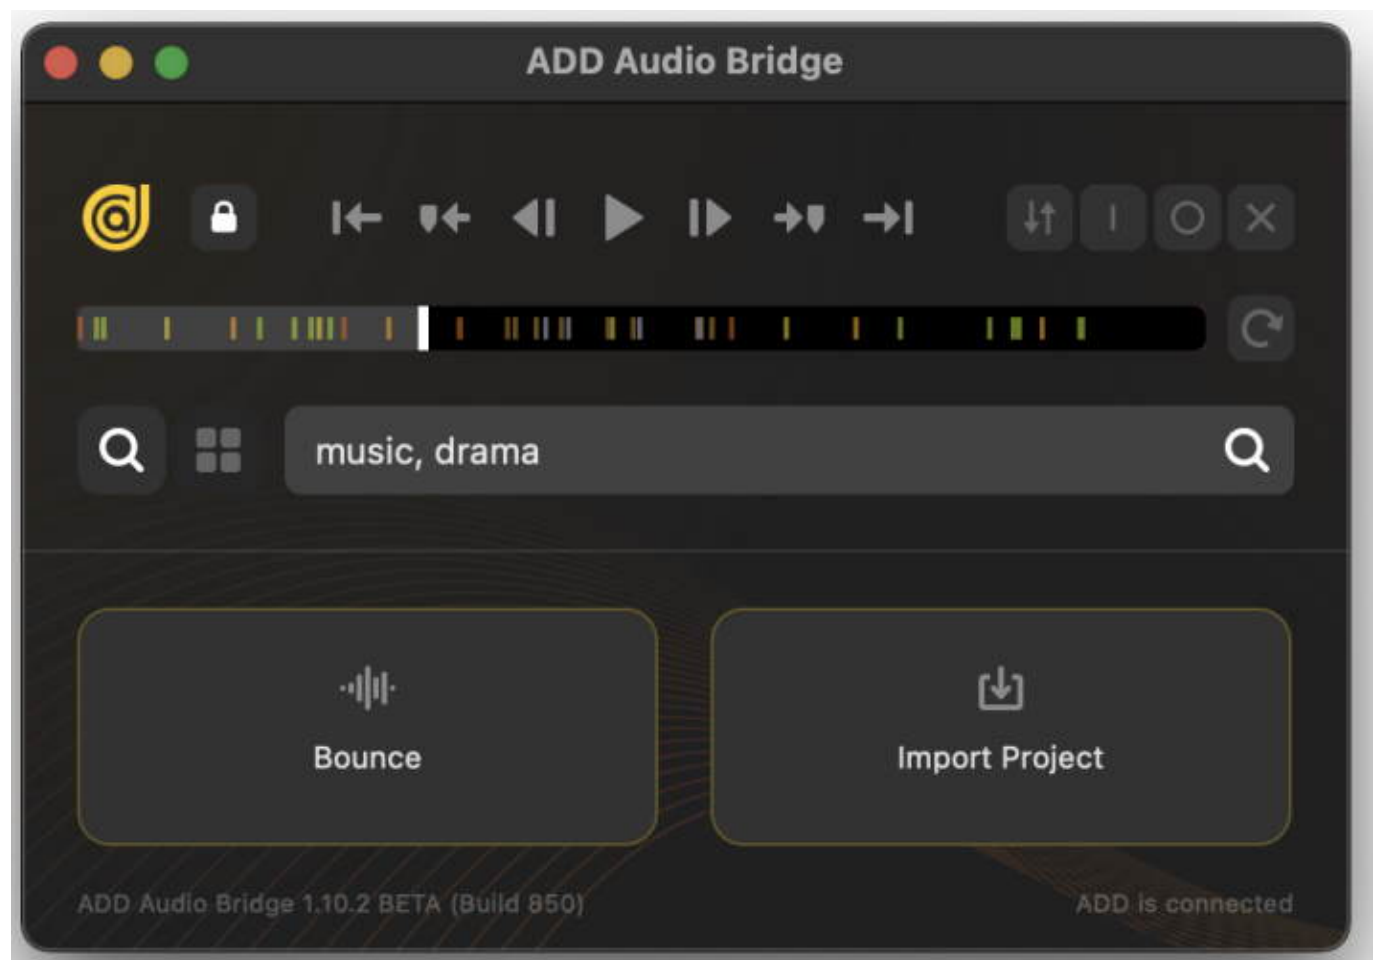 ADD Audio Bridge
music, drama
Bounce
Import Project
ADD Audio Bridge 1.10.2 BETA (Build 850)
ADD is connected